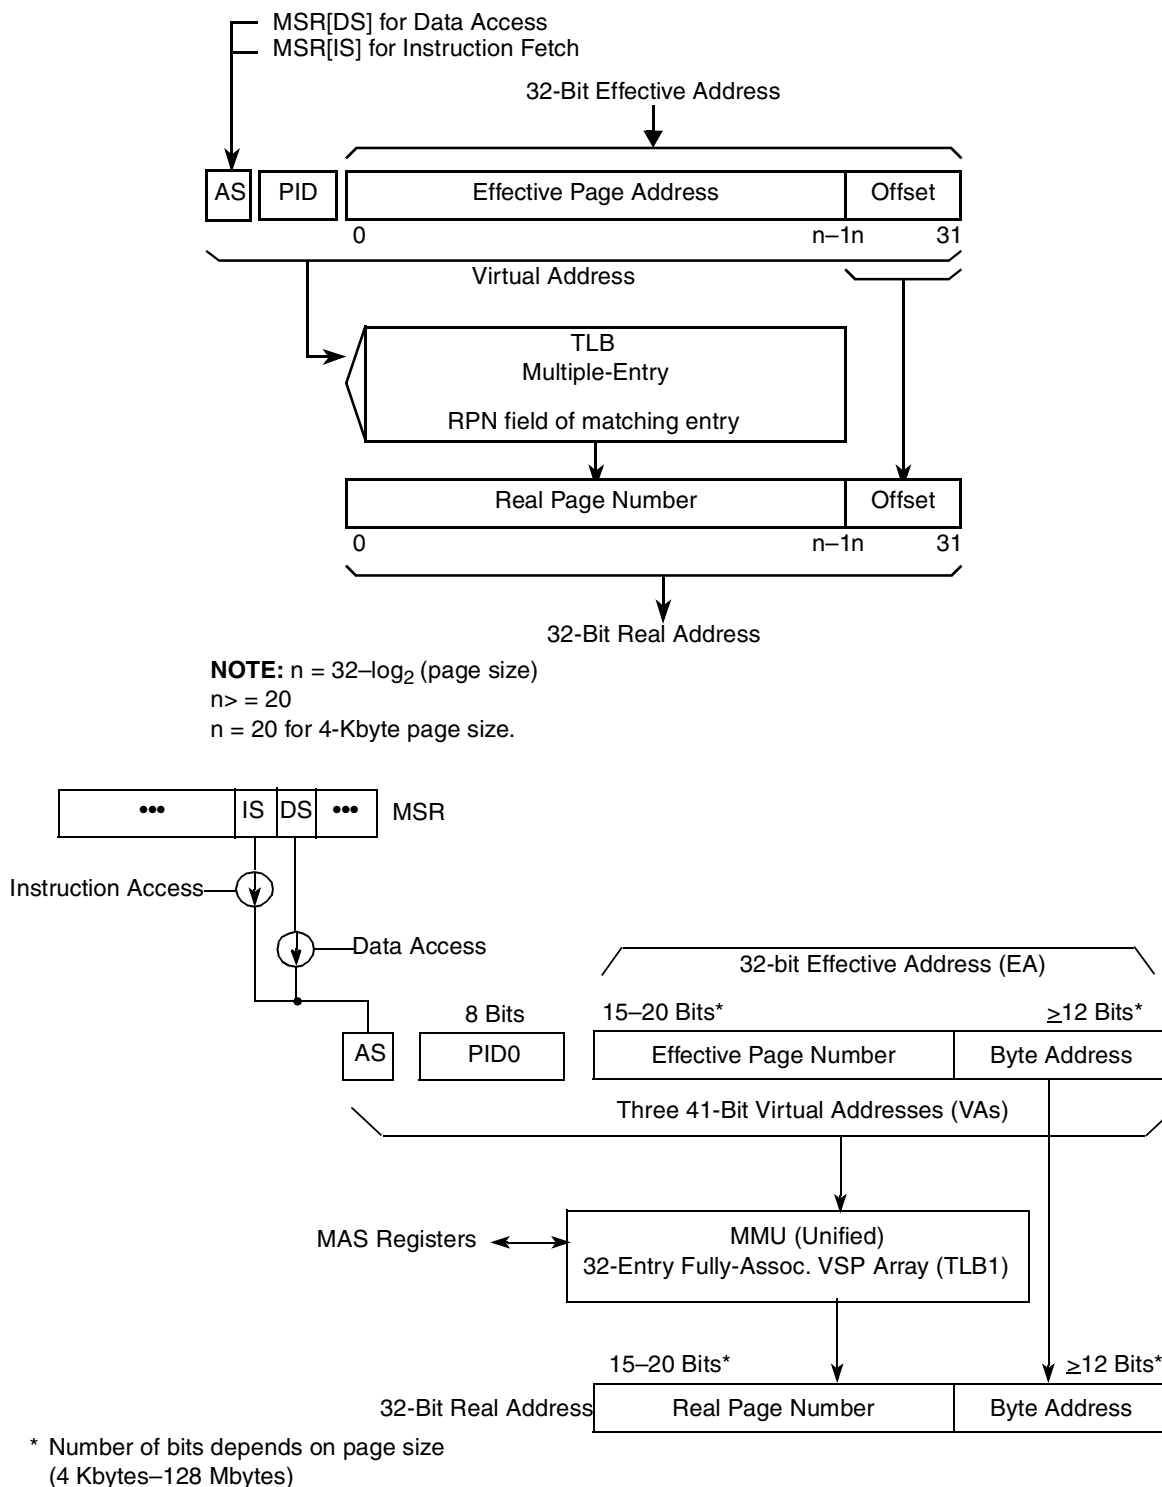 MSR[DS] for Data Access
MSR[IS] for Instruction Fetch
32-Bit Effective Address
AS PID Effective Page Address Offset
0 n–1n 31
Virtual Address
TLB
Multiple-Entry
RPN field of matching entry
Real Page Number Offset
0 n–1n 31
32-Bit Real Address
NOTE: n = 32–log2 (page size)
n> = 20
n = 20 for 4-Kbyte page size.
••• IS DS ••• MSR
Instruction Access
Data Access
32-bit Effective Address (EA)
8 Bits 15–20 Bits* ≥12 Bits*
AS PID0 Effective Page Number Byte Address
Three 41-Bit Virtual Addresses (VAs)
MAS Registers
MMU (Unified)
32-Entry Fully-Assoc. VSP Array (TLB1)
15–20 Bits* ≥12 Bits*
32-Bit Real Address Real Page Number Byte Address
* Number of bits depends on page size
(4 Kbytes–128 Mbytes)